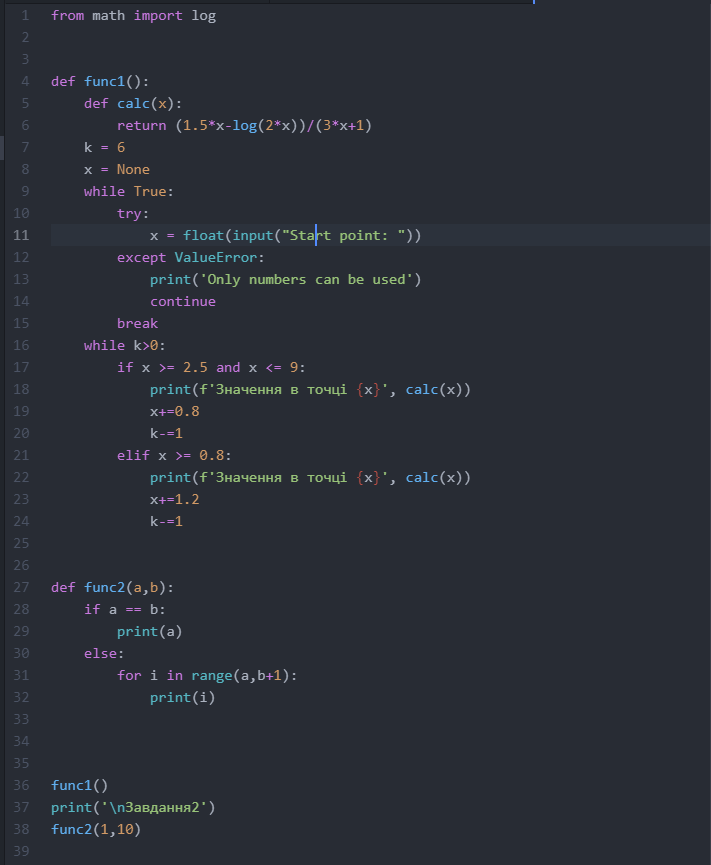 1 from math import log
2
3
4 def func1():
5     def calc(x):
6         return (1.5*x-log(2*x))/(3*x+1)
7     k = 6
8     x = None
9     while True:
10         try:
11             x = float(input("Start point: "))
12         except ValueError:
13             print('Only numbers can be used')
14             continue
15         break
16     while k>0:
17         if x >= 2.5 and x <= 9:
18             print(f'Значення в точці {x}', calc(x))
19             x+=0.8
20             k-=1
21         elif x >= 0.8:
22             print(f'Значення в точці {x}', calc(x))
23             x+=1.2
24             k-=1
25
26
27 def func2(a,b):
28     if a == b:
29         print(a)
30     else:
31         for i in range(a,b+1):
32             print(i)
33
34
35
36 func1()
37 print('\nЗавдання2')
38 func2(1,10)
39